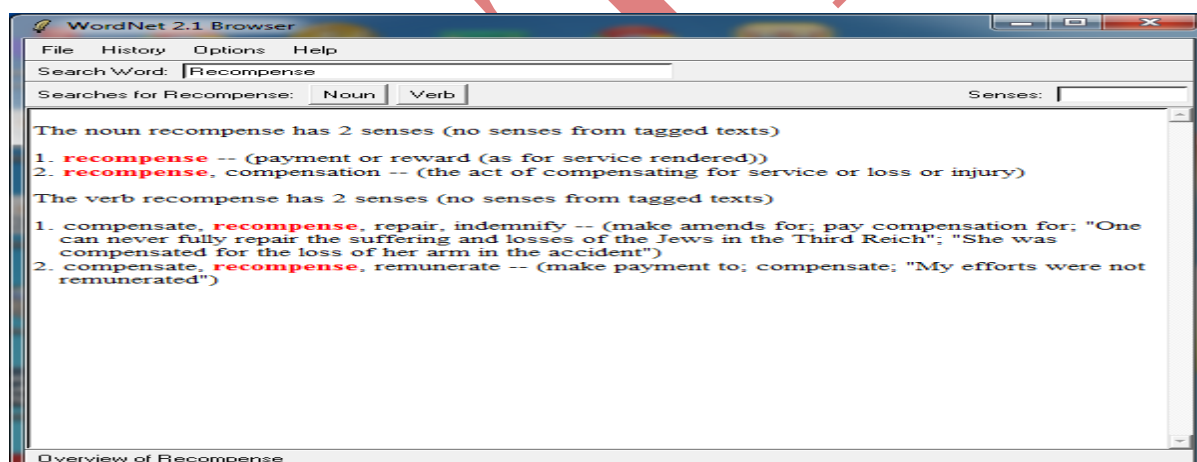 WordNet 2.1 Browser
File History Options Help
Search Word: Recompense
Searches for Recompense: Noun Verb Senses:
The noun recompense has 2 senses (no senses from tagged texts)
1. recompense -- (payment or reward (as for service rendered))
2. recompense, compensation -- (the act of compensating for service or loss or injury)
The verb recompense has 2 senses (no senses from tagged texts)
1. compensate, recompense, repair, indemnify -- (make amends for; pay compensation for; "One
can never fully repair the suffering and losses of the Jews in the Third Reich"; "She was
compensated for the loss of her arm in the accident")
2. compensate, recompense, remunerate -- (make payment to; compensate; "My efforts were not
remunerated")
Overview of Recompense